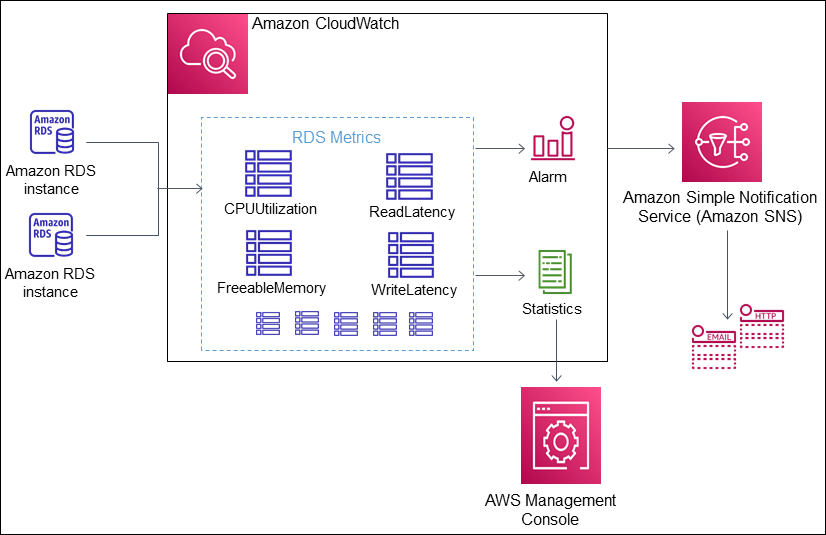 Amazon CloudWatch
Amazon
RDS
Amazon RDS
instance
Amazon
RDS
Amazon RDS
instance
RDS Metrics
CPUUtilization
ReadLatency
FreeableMemory
WriteLatency
Alarm
Statistics
Amazon Simple Notification
Service (Amazon SNS)
HTTP
EMAIL
AWS Management
Console